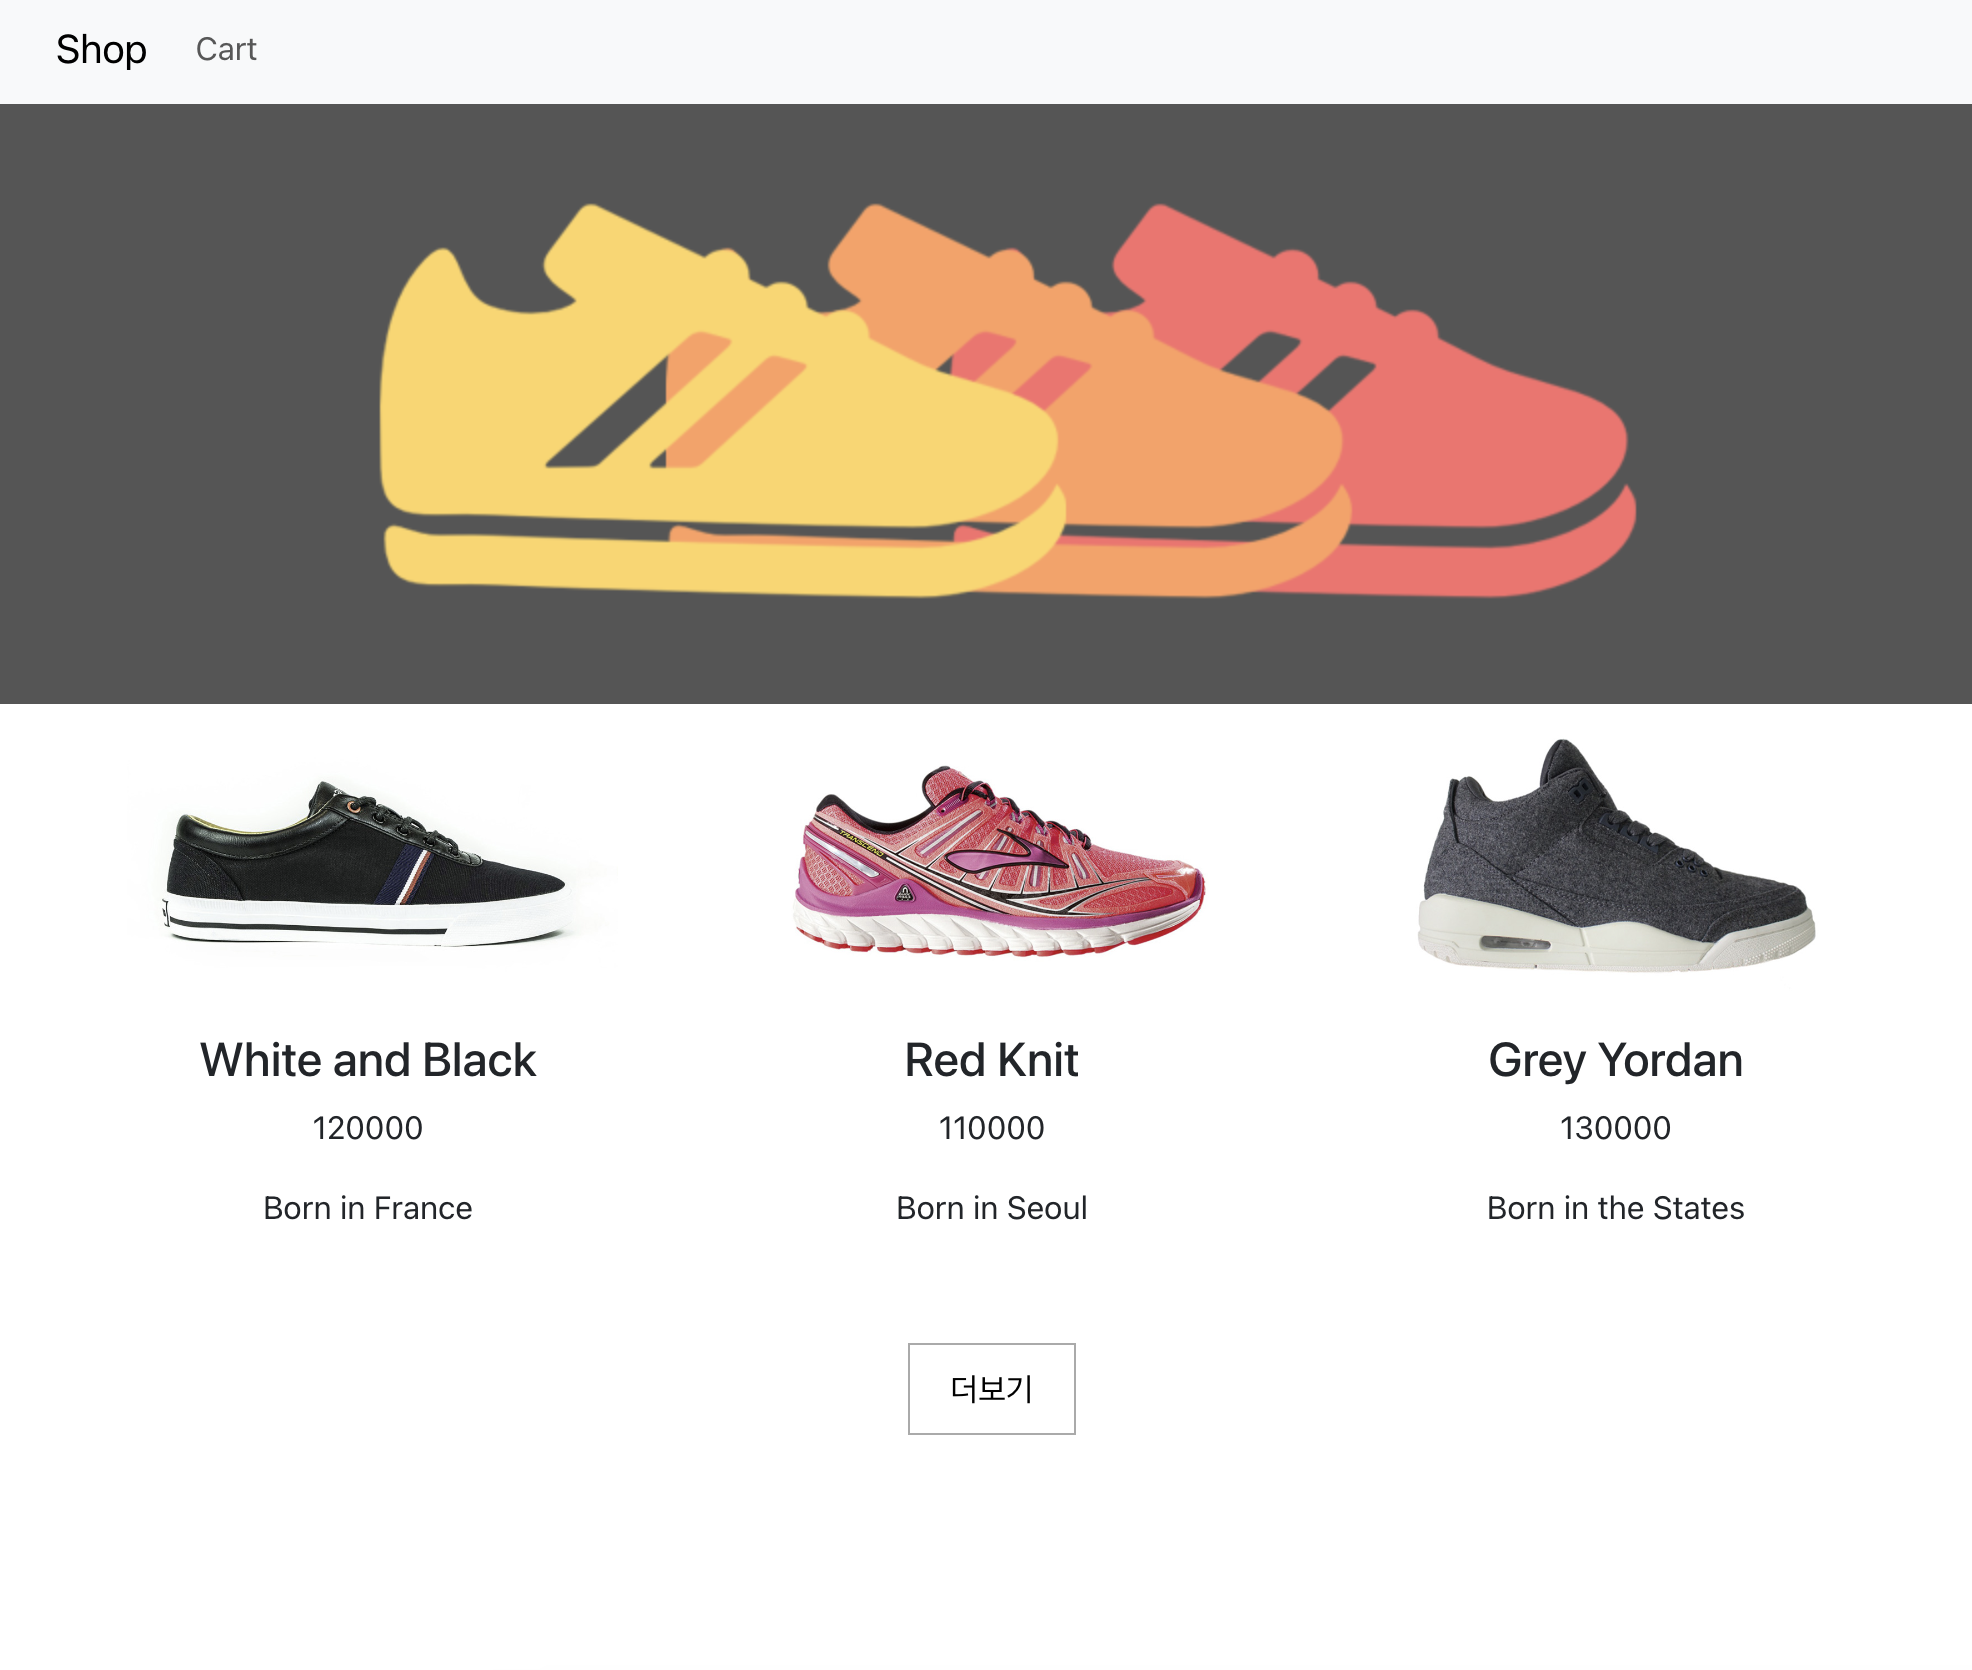 Shop
Cart
TRANSCEND
White and Black
Red Knit
Grey Yordan
120000
110000
130000
Born in France
Born in Seoul
Born in the States
더보기